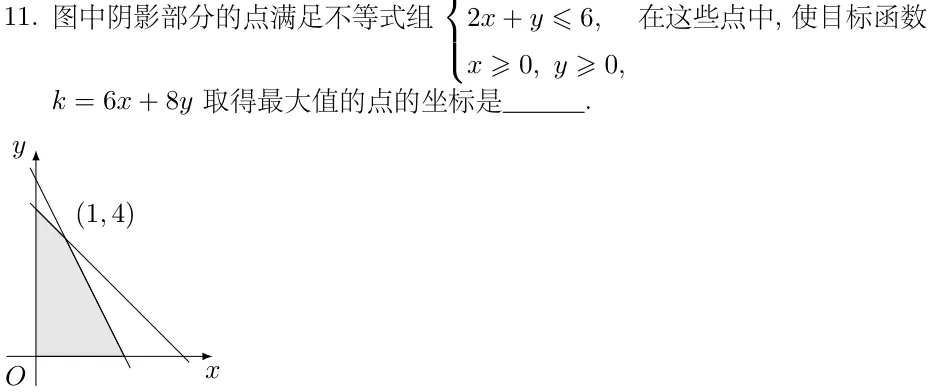 11. 图中阴影部分的点满足不等式组 { 2x + y ⩽ 6, 在这些点中, 使目标函数
x ⩾ 0, y ⩾ 0,
k = 6x + 8y 取得最大值的点的坐标是______.
y
(1, 4)
O
x